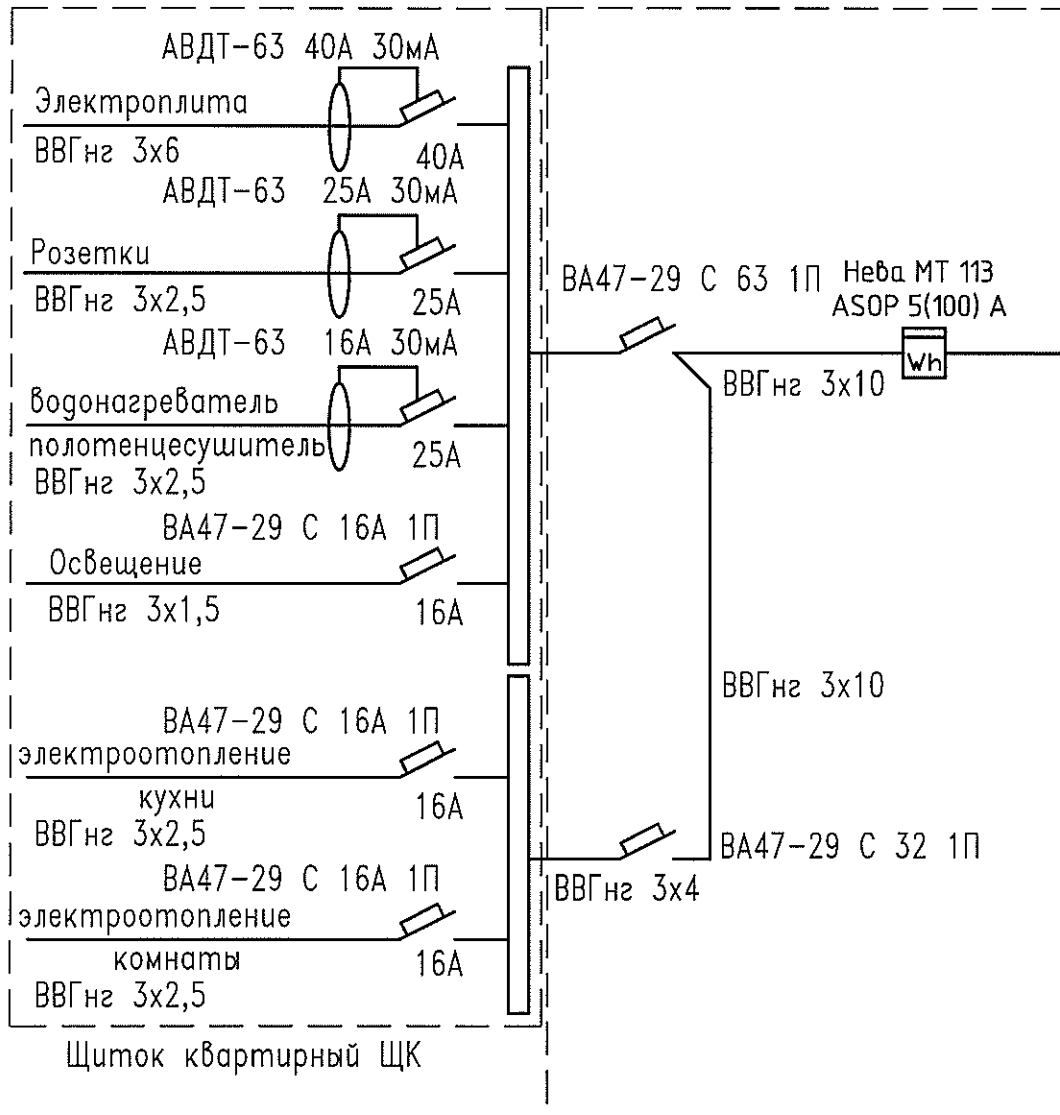 АВДТ-63 40А 30мА
Электроплита
ВВГнг 3х6
40А
АВДТ-63 25А 30мА
Розетки
ВВГнг 3х2,5
25А
АВДТ-63 16А 30мА
водонагреватель
полотенцесушитель
25А
ВВГнг 3х2,5
ВА47-29 С 16А 1П
Освещение
ВВГнг 3х1,5
16А
ВА47-29 С 16А 1П
электроотопление
кухни
16А
ВВГнг 3х2,5
ВА47-29 С 16А 1П
электроотопление
комнаты
16А
ВВГнг 3х2,5
Щиток квартирный ЩК
ВА47-29 С 63 1П
Нева МТ 113
ASOP 5(100) А
Wh
ВВГнг 3х10
ВВГнг 3х10
ВА47-29 С 32 1П
ВВГнг 3х4